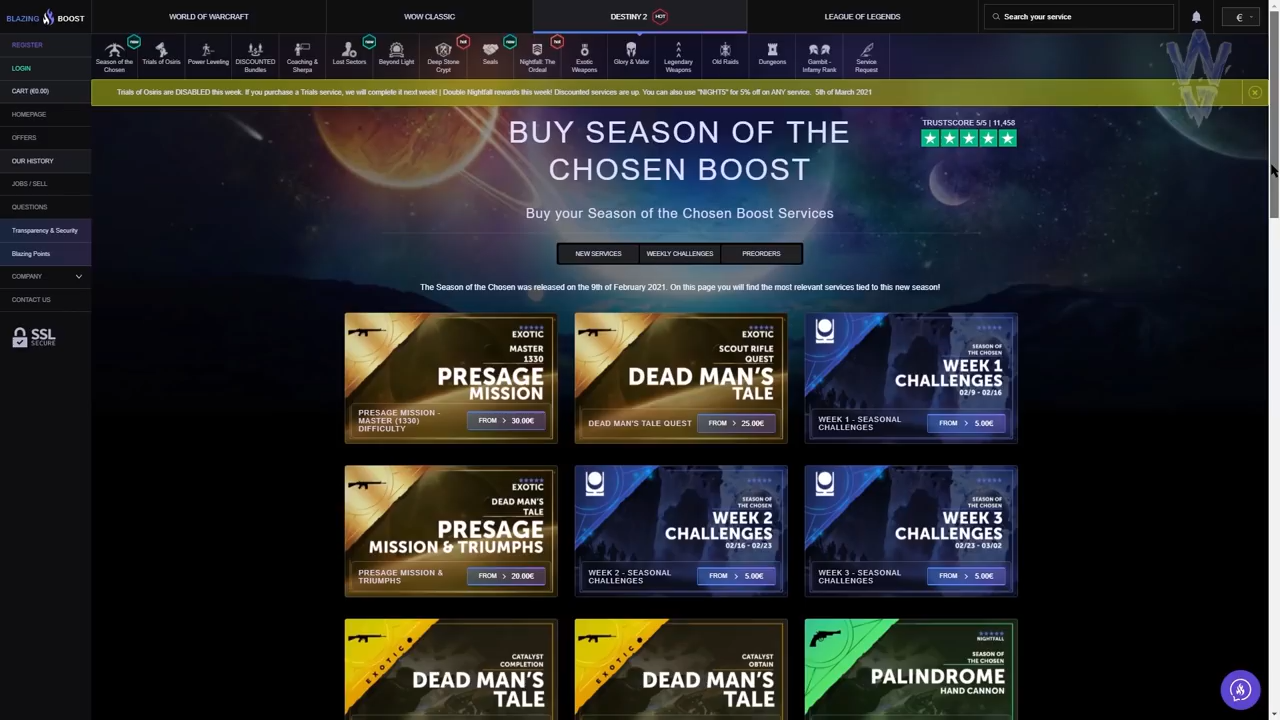 BLAZING BOOST
WORLD OF WARCRAFT
WOW CLASSIC
DESTINY 2 HOT
LEAGUE OF LEGENDS
Search your service
€
REGISTER
LOGIN
CART (€0.00)
HOMEPAGE
OFFERS
OUR HISTORY
JOBS / SELL
QUESTIONS
Transparency & Security
Blazing Points
COMPANY
CONTACT US
SSL
SECURE
Season of the
Chosen
new
Trials of Osiris
Power Leveling
DISCOUNTED
Bundles
Coaching &
Sherpa
Lost Sectors
new
Beyond Light
Deep Stone
Crypt
hot
Seals
new
Nightfall: The
Ordeal
hot
Exotic
Weapons
Glory & Valor
Legendary
Weapons
Old Raids
Dungeons
Gambit -
Infamy Rank
Service
Request
Trials of Osiris are DISABLED this week. If you purchase a Trials service, we will complete it next week! | Double Nightfall rewards this week! Discounted services are up. You can also use "NIGHT5" for 5% off on ANY service. 5th of March 2021
BUY SEASON OF THE
CHOSEN BOOST
TRUSTSCORE 5/5 | 11,458
Buy your Season of the Chosen Boost Services
NEW SERVICES
WEEKLY CHALLENGES
PREORDERS
The Season of the Chosen was released on the 9th of February 2021. On this page you will find the most relevant services tied to this new season!
EXOTIC
MASTER
1330
PRESAGE
MISSION
PRESAGE MISSION -
MASTER (1330)
DIFFICULTY
FROM > 30.00€
EXOTIC
SCOUT RIFLE
QUEST
DEAD MAN'S
TALE
DEAD MAN'S TALE QUEST
FROM > 25.00€
SEASON OF
THE CHOSEN
WEEK 1
CHALLENGES
02/9 - 02/16
WEEK 1 - SEASONAL
CHALLENGES
FROM > 5.00€
EXOTIC
DEAD MAN'S
TALE
PRESAGE
MISSION & TRIUMPHS
PRESAGE MISSION &
TRIUMPHS
FROM > 20.00€
SEASON OF
THE CHOSEN
WEEK 2
CHALLENGES
02/16 - 02/23
WEEK 2 - SEASONAL
CHALLENGES
FROM > 5.00€
SEASON OF
THE CHOSEN
WEEK 3
CHALLENGES
02/23 - 03/02
WEEK 3 - SEASONAL
CHALLENGES
FROM > 5.00€
EXOTIC
CATALYST
COMPLETION
DEAD MAN'S
TALE
EXOTIC
CATALYST
OBTAIN
DEAD MAN'S
TALE
NIGHTFALL
SEASON OF
THE CHOSEN
PALINDROME
HAND CANNON